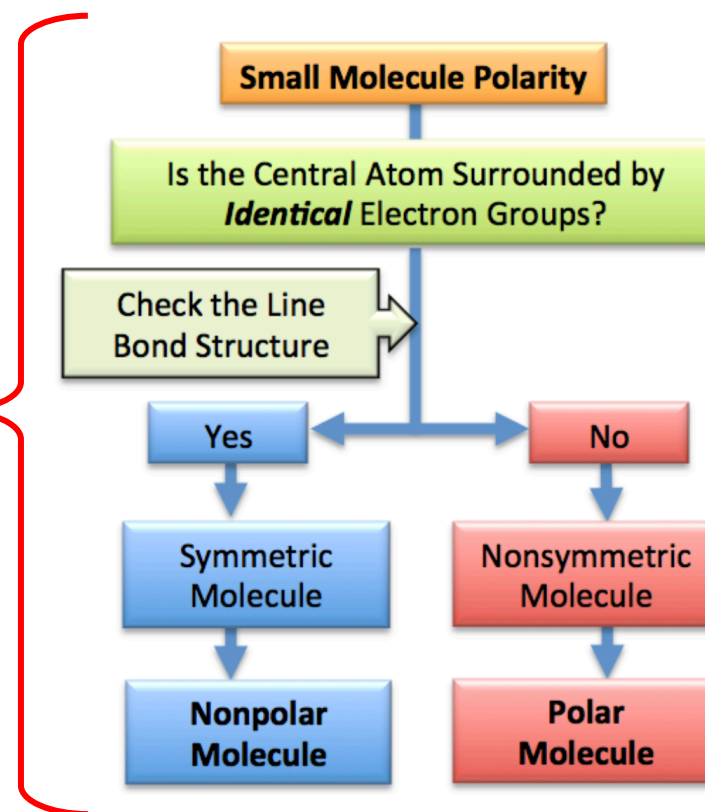 Small Molecule Polarity
Is the Central Atom Surrounded by
Identical Electron Groups?
Check the Line
Bond Structure
Yes
No
Symmetric
Molecule
Nonsymmetric
Molecule
Nonpolar
Molecule
Polar
Molecule